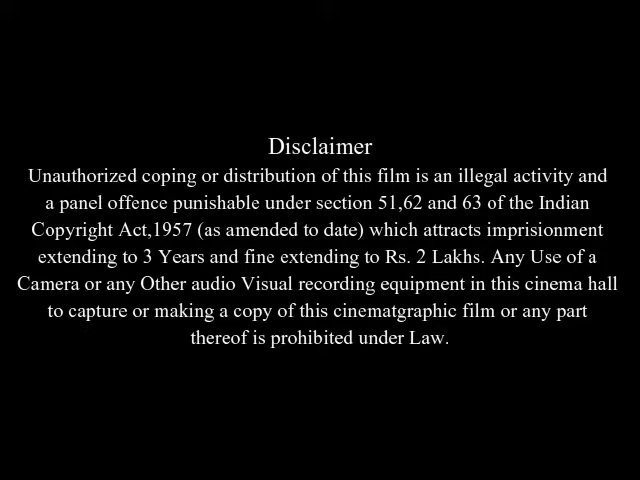 Disclaimer
Unauthorized coping or distribution of this film is an illegal activity and
a panel offence punishable under section 51,62 and 63 of the Indian
Copyright Act,1957 (as amended to date) which attracts imprisionment
extending to 3 Years and fine extending to Rs. 2 Lakhs. Any Use of a
Camera or any Other audio Visual recording equipment in this cinema hall
to capture or making a copy of this cinematgraphic film or any part
thereof is prohibited under Law.